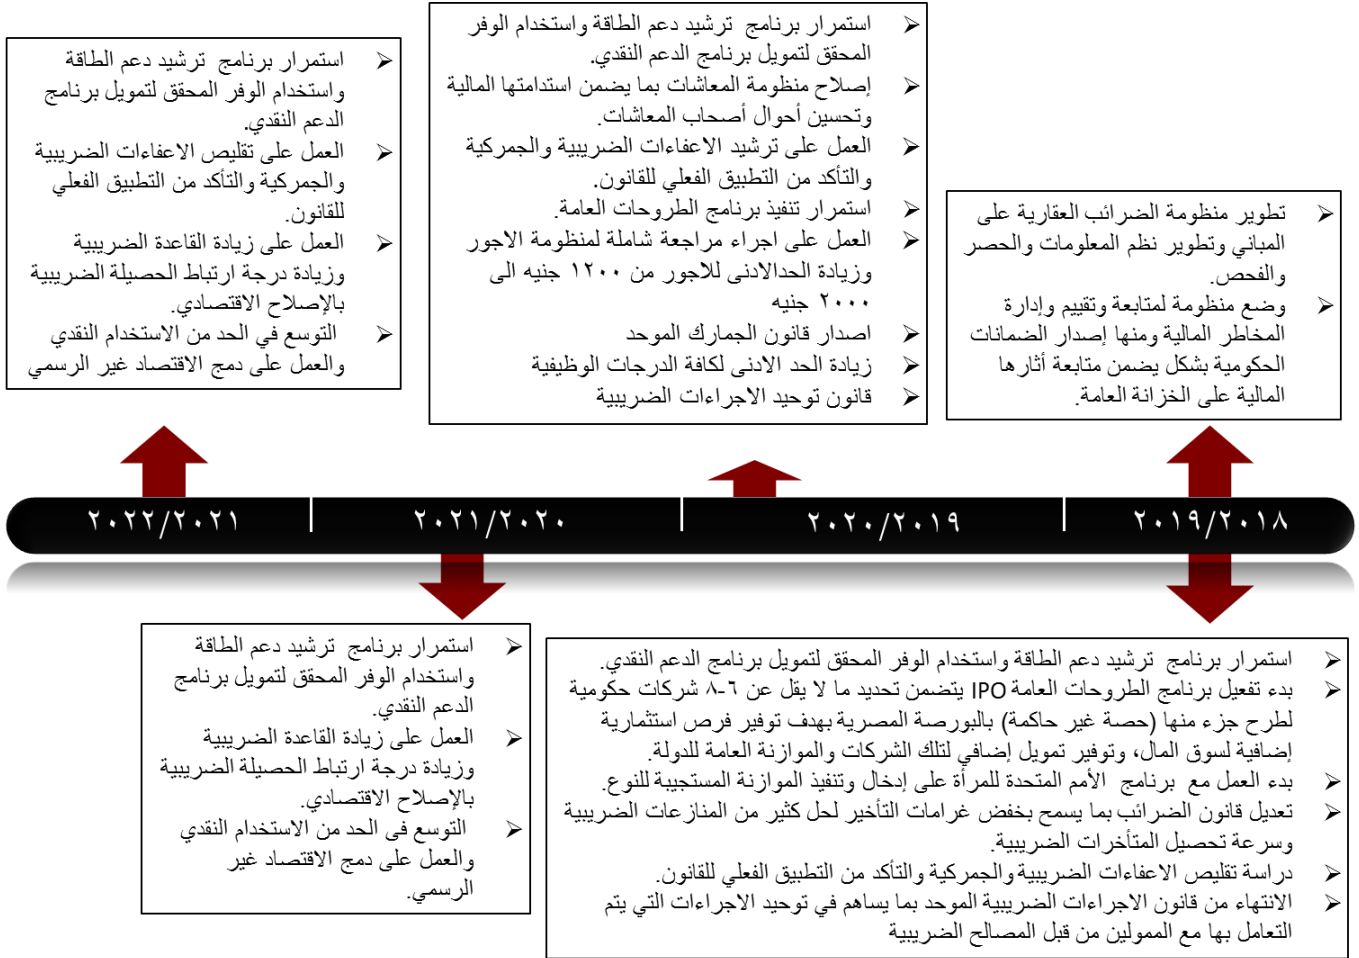 تطوير منظومة الضرائب العقارية على
المباني وتطوير نظم المعلومات والحصر
والفحص.
وضع منظومة لمتابعة وتقييم وإدارة
المخاطر المالية ومنها إصدار الضمانات
الحكومية بشكل يضمن متابعة أثارها
المالية على الخزانة العامة.
استمرار برنامج ترشيد دعم الطاقة واستخدام الوفر
المحقق لتمويل برنامج الدعم النقدي.
إصلاح منظومة المعاشات بما يضمن استدامتها المالية
وتحسين أحوال أصحاب المعاشات.
العمل على ترشيد الاعفاءات الضريبية والجمركية
والتأكد من التطبيق الفعلي للقانون.
استمرار تنفيذ برنامج الطروحات العامة.
العمل على اجراء مراجعة شاملة لمنظومة الاجور
وزيادة الحدالادنى للاجور من ١٢٠٠ جنيه الى
٢٠٠٠ جنيه
اصدار قانون الجمارك الموحد
زيادة الحد الادنى لكافة الدرجات الوظيفية
قانون توحيد الاجراءات الضريبية
استمرار برنامج ترشيد دعم الطاقة
واستخدام الوفر المحقق لتمويل برنامج
الدعم النقدي.
العمل على تقليص الاعفاءات الضريبية
والجمركية والتأكد من التطبيق الفعلي
للقانون.
العمل على زيادة القاعدة الضريبية
وزيادة درجة ارتباط الحصيلة الضريبية
بالإصلاح الاقتصادي.
التوسع في الحد من الاستخدام النقدي
والعمل على دمج الاقتصاد غير الرسمي
٢٠١٩/٢٠١٨
٢٠٢٠/٢٠١٩
٢٠٢١/٢٠٢٠
٢٠٢٢/٢٠٢١
استمرار برنامج ترشيد دعم الطاقة واستخدام الوفر المحقق لتمويل برنامج الدعم النقدي.
بدء تفعيل برنامج الطروحات العامة IPO يتضمن تحديد ما لا يقل عن ٦-٨ شركات حكومية
لطرح جزء منها (حصة غير حاكمة) بالبورصة المصرية بهدف توفير فرص استثمارية
إضافية لسوق المال، وتوفير تمويل إضافي لتلك الشركات والموازنة العامة للدولة.
بدء العمل مع برنامج الأمم المتحدة للمرأة على إدخال وتنفيذ الموازنة المستجيبة للنوع.
تعديل قانون الضرائب بما يسمح بخفض غرامات التأخير لحل كثير من المنازعات الضريبية
وسرعة تحصيل المتأخرات الضريبية.
دراسة تقليص الاعفاءات الضريبية والجمركية والتأكد من التطبيق الفعلي للقانون.
الانتهاء من قانون الاجراءات الضريبية الموحد بما يساهم في توحيد الاجراءات التي يتم
التعامل بها مع الممولين من قبل المصالح الضريبية
استمرار برنامج ترشيد دعم الطاقة
واستخدام الوفر المحقق لتمويل برنامج
الدعم النقدي.
العمل على زيادة القاعدة الضريبية
وزيادة درجة ارتباط الحصيلة الضريبية
بالإصلاح الاقتصادي.
التوسع فى الحد من الاستخدام النقدي
والعمل على دمج الاقتصاد غير
الرسمي.